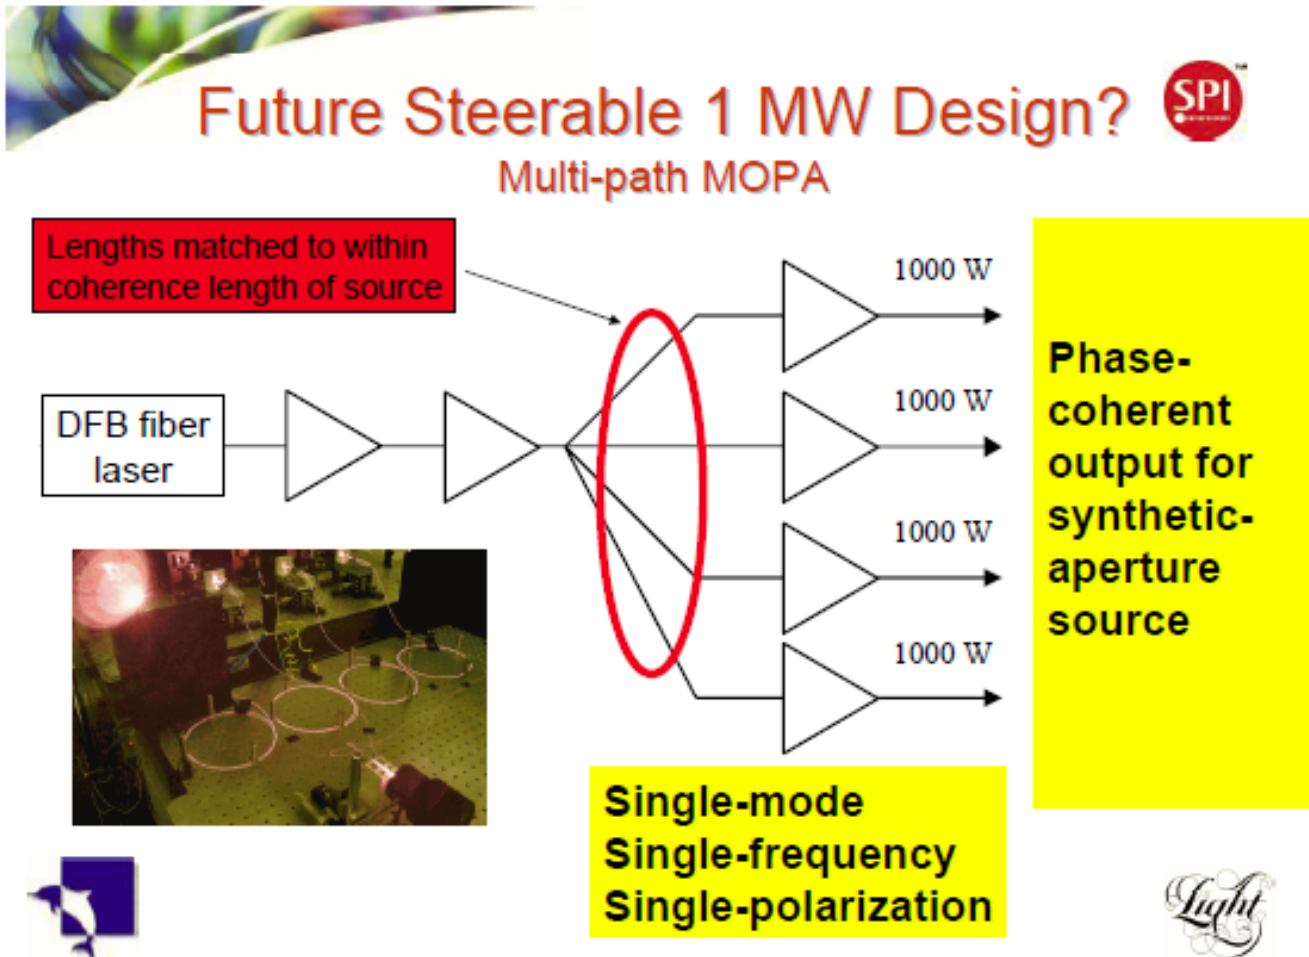 Future Steerable 1 MW Design?
SPI
Multi-path MOPA
Lengths matched to within
coherence length of source
DFB fiber
laser
1000 W
1000 W
1000 W
1000 W
Phase-
coherent
output for
synthetic-
aperture
source
Single-mode
Single-frequency
Single-polarization
Light